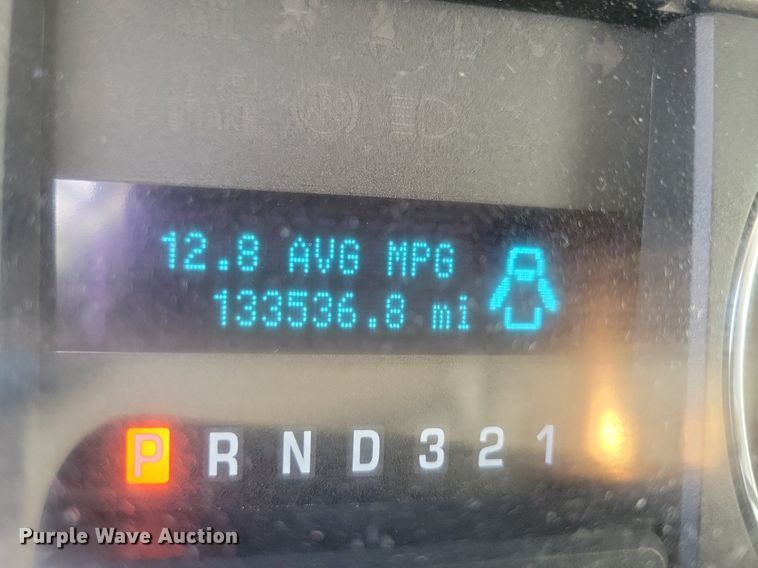 12.8 AVG MPG
133536.8 mi
P R N D 3 2 1
Purple Wave Auction